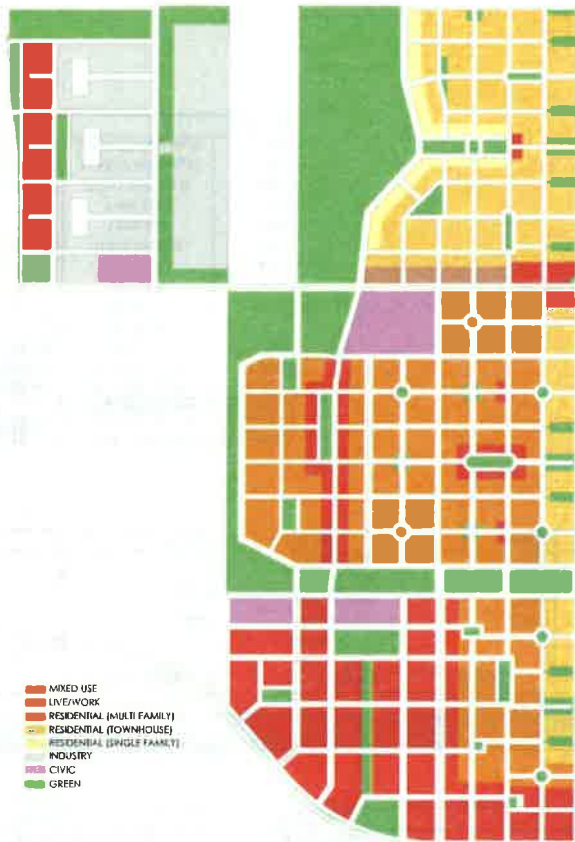 MIXED USE
LIVE/WORK
RESIDENTIAL (MULTI FAMILY)
RESIDENTIAL (TOWNHOUSE)
RESIDENTIAL (SINGLE FAMILY)
INDUSTRY
CIVIC
GREEN